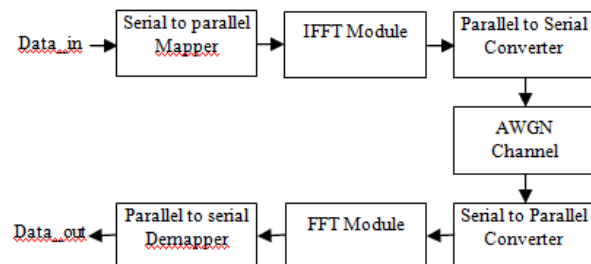 Data_in
Serial to parallel
Mapper
IFFT Module
Parallel to Serial
Converter
AWGN
Channel
Data_out
Parallel to serial
Demapper
FFT Module
Serial to Parallel
Converter